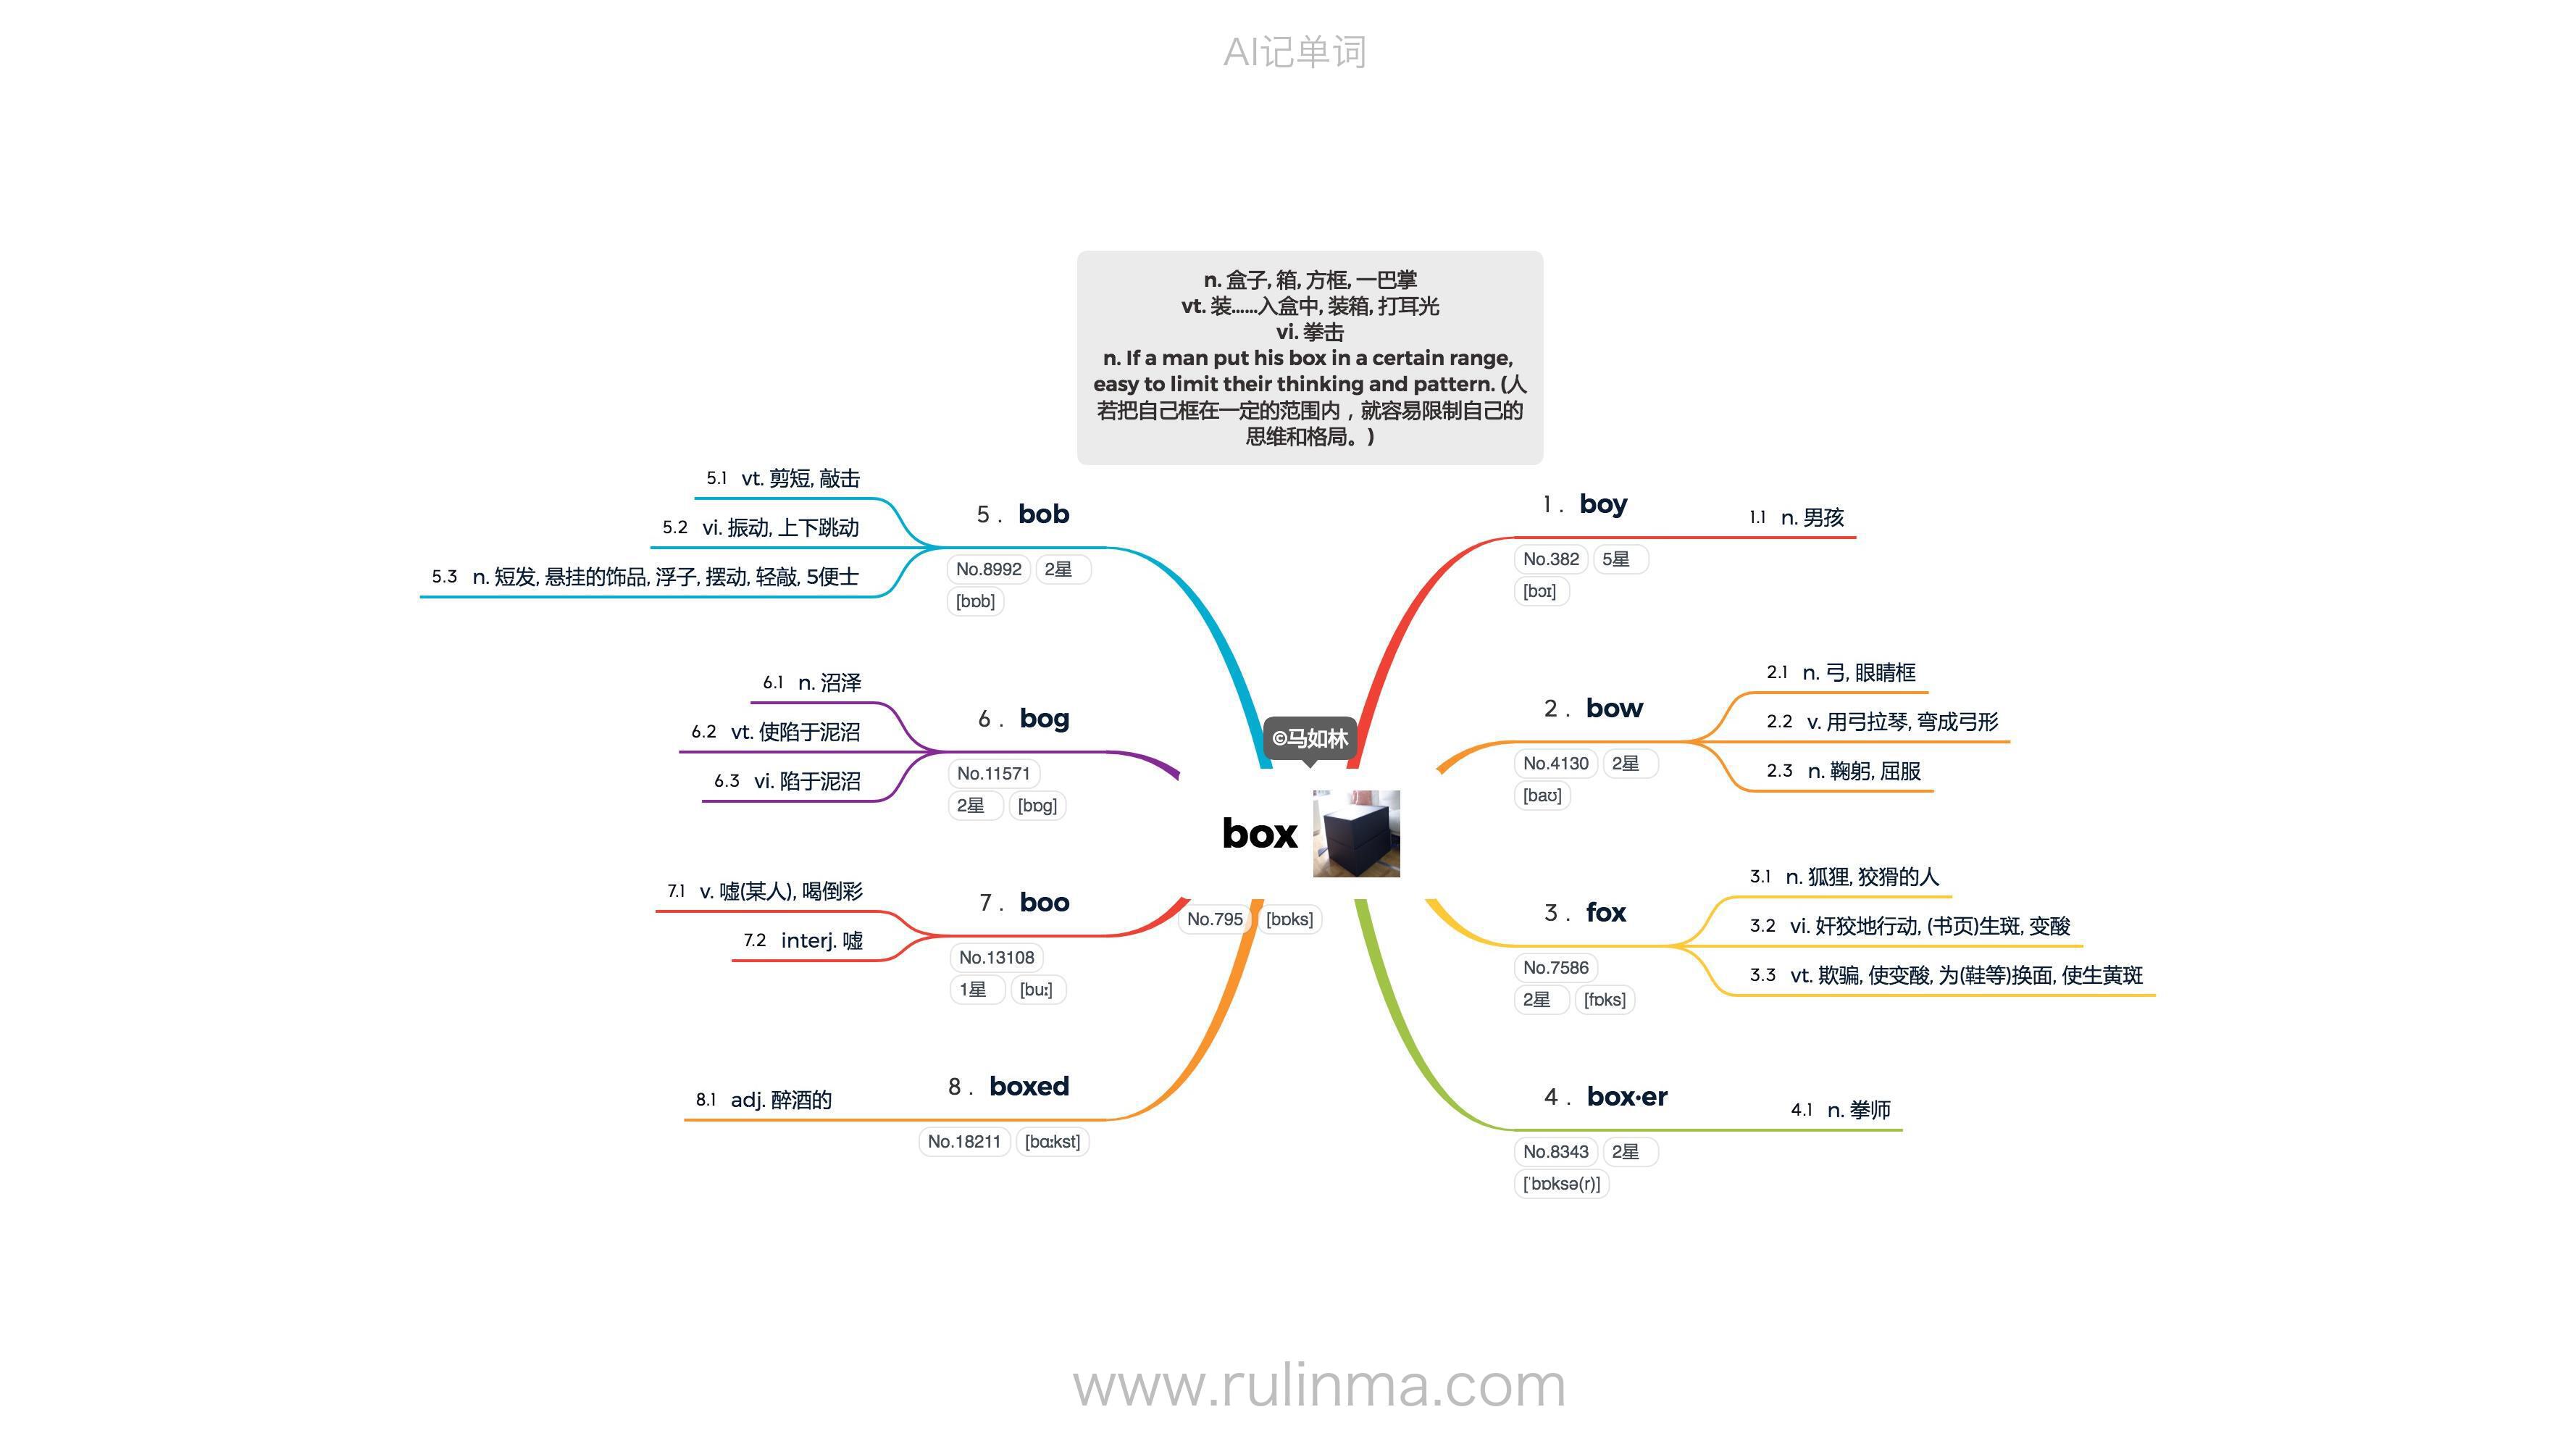 AI记单词
n. 盒子, 箱, 方框, 一巴掌
vt. 装……入盒中, 装箱, 打耳光
vi. 拳击
n. If a man put his box in a certain range,
easy to limit their thinking and pattern. (人
若把自己框在一定的范围内，就容易限制自己的
思维和格局。)
©马如林
box
No.795 [bɒks]
1 . boy
No.382 5星
[bɔɪ]
1.1 n. 男孩
2 . bow
No.4130 2星
[baʊ]
2.1 n. 弓, 眼睛框
2.2 v. 用弓拉琴, 弯成弓形
2.3 n. 鞠躬, 屈服
3 . fox
No.7586
2星 [fɒks]
3.1 n. 狐狸, 狡猾的人
3.2 vi. 奸狡地行动, (书页)生斑, 变酸
3.3 vt. 欺骗, 使变酸, 为(鞋等)换面, 使生黄斑
4 . box·er
No.8343 2星
[ˈbɒksə(r)]
4.1 n. 拳师
5 . bob
No.8992 2星
[bɒb]
5.1 vt. 剪短, 敲击
5.2 vi. 振动, 上下跳动
5.3 n. 短发, 悬挂的饰品, 浮子, 摆动, 轻敲, 5便士
6 . bog
No.11571
2星 [bɒg]
6.1 n. 沼泽
6.2 vt. 使陷于泥沼
6.3 vi. 陷于泥沼
7 . boo
No.13108
1星 [buː]
7.1 v. 嘘(某人), 喝倒彩
7.2 interj. 嘘
8 . boxed
No.18211 [bɑːkst]
8.1 adj. 醉酒的
www.rulinma.com